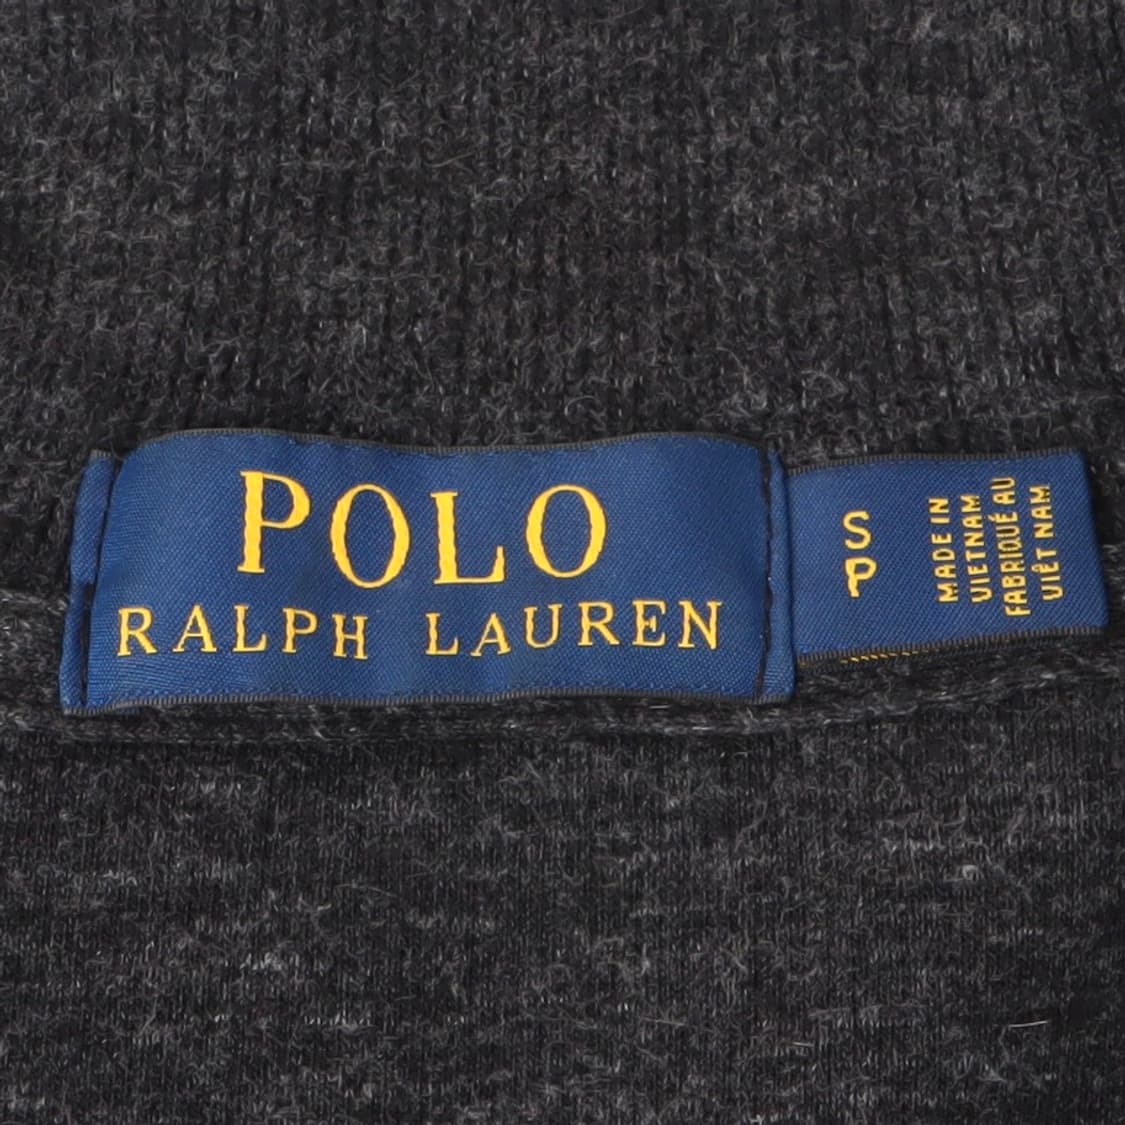 POLO
RALPH LAUREN
S
P
MADE IN
VIETNAM
FABRIQUÉ AU
VIÊT NAM